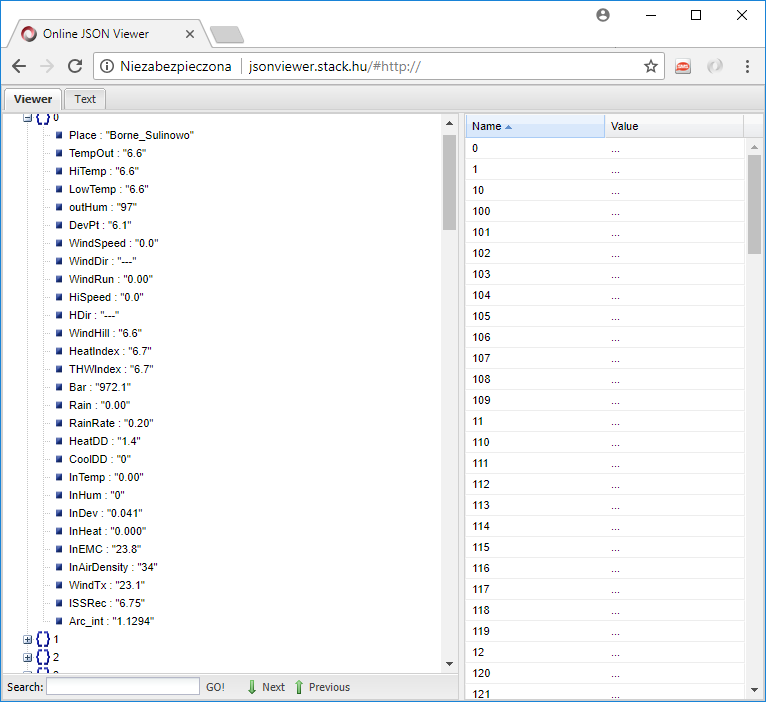 Online JSON Viewer
Niezabezpieczona jsonviewer.stack.hu/#http://
Viewer Text
0
Place : "Borne_Sulinowo"
TempOut : "6.6"
HiTemp : "6.6"
LowTemp : "6.6"
outHum : "97"
DevPt : "6.1"
WindSpeed : "0.0"
WindDir : "---"
WindRun : "0.00"
HiSpeed : "0.0"
HDir : "---"
WindHill : "6.6"
HeatIndex : "6.7"
THWIndex : "6.7"
Bar : "972.1"
Rain : "0.00"
RainRate : "0.20"
HeatDD : "1.4"
CoolDD : "0"
InTemp : "0.00"
InHum : "0"
InDev : "0.041"
InHeat : "0.000"
InEMC : "23.8"
InAirDensity : "34"
WindTx : "23.1"
ISSRec : "6.75"
Arc_int : "1.1294"
1
2
Search: GO! Next Previous
Name Value
0 ...
1 ...
10 ...
100 ...
101 ...
102 ...
103 ...
104 ...
105 ...
106 ...
107 ...
108 ...
109 ...
11 ...
110 ...
111 ...
112 ...
113 ...
114 ...
115 ...
116 ...
117 ...
118 ...
119 ...
12 ...
120 ...
121 ...